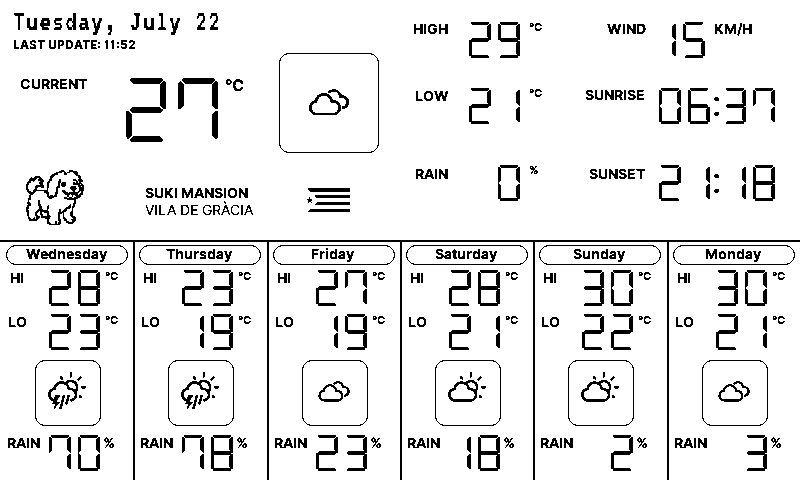 Tuesday, July 22
LAST UPDATE: 11:52
CURRENT 27 °C
SUKI MANSION
VILA DE GRÀCIA
HIGH 29 °C
WIND 15 KM/H
LOW 21 °C
SUNRISE 06:37
RAIN 0 %
SUNSET 21:18
Wednesday
HI 28 °C
LO 23 °C
RAIN 70 %
Thursday
HI 23 °C
LO 19 °C
RAIN 78 %
Friday
HI 27 °C
LO 19 °C
RAIN 23 %
Saturday
HI 28 °C
LO 21 °C
RAIN 18 %
Sunday
HI 30 °C
LO 22 °C
RAIN 2 %
Monday
HI 30 °C
LO 21 °C
RAIN 3 %